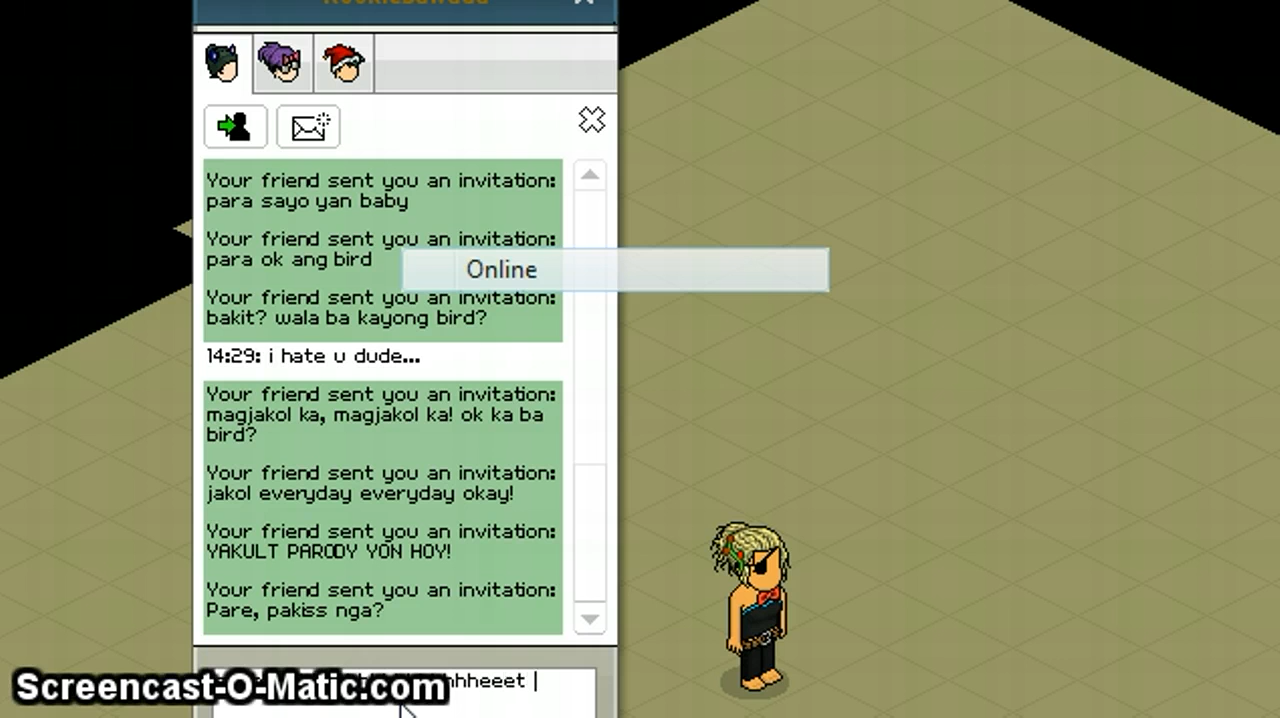 Your friend sent you an invitation:
para sayo yan baby
Your friend sent you an invitation:
para ok ang bird
Online
Your friend sent you an invitation:
bakit? wala ba kayong bird?
14:29: i hate u dude...
Your friend sent you an invitation:
magjakol ka, magjakol ka! ok ka ba
bird?
Your friend sent you an invitation:
jakol everyday everyday okay!
Your friend sent you an invitation:
YAKULT PARODY YON HOY!
Your friend sent you an invitation:
Pare, pakiss nga?
Screencast-O-Matic.com